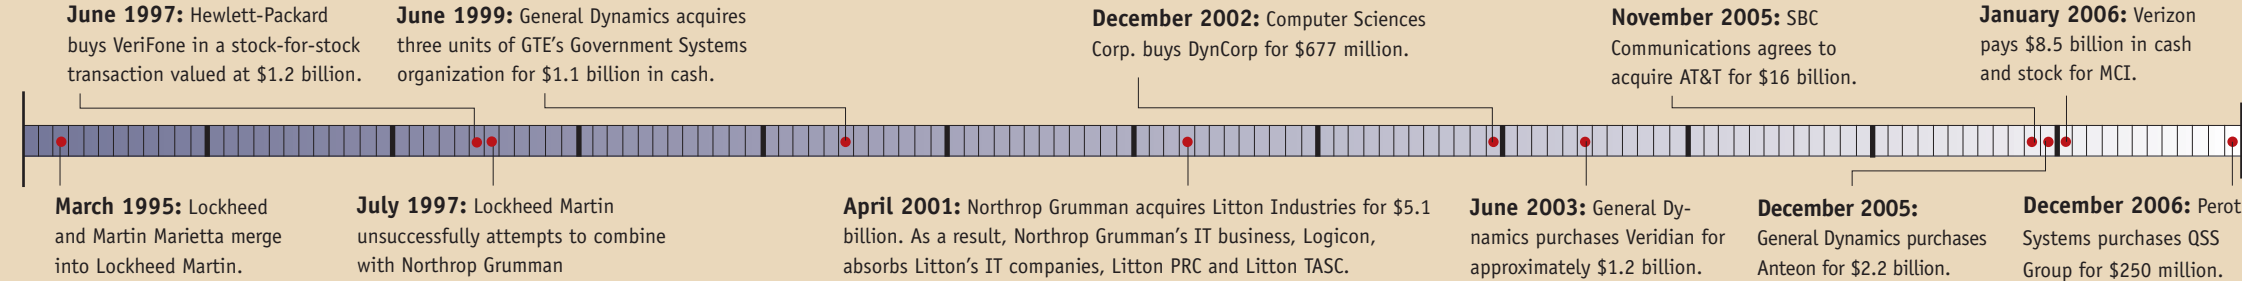 June 1997: Hewlett-Packard
buys VeriFone in a stock-for-stock
transaction valued at $1.2 billion.
June 1999: General Dynamics acquires
three units of GTE's Government Systems
organization for $1.1 billion in cash.
December 2002: Computer Sciences
Corp. buys DynCorp for $677 million.
November 2005: SBC
Communications agrees to
acquire AT&T for $16 billion.
January 2006: Verizon
pays $8.5 billion in cash
and stock for MCI.
March 1995: Lockheed
and Martin Marietta merge
into Lockheed Martin.
July 1997: Lockheed Martin
unsuccessfully attempts to combine
with Northrop Grumman
April 2001: Northrop Grumman acquires Litton Industries for $5.1
billion. As a result, Northrop Grumman's IT business, Logicon,
absorbs Litton's IT companies, Litton PRC and Litton TASC.
June 2003: General Dy-
namics purchases Veridian for
approximately $1.2 billion.
December 2005:
General Dynamics purchases
Anteon for $2.2 billion.
December 2006: Perot
Systems purchases QSS
Group for $250 million.